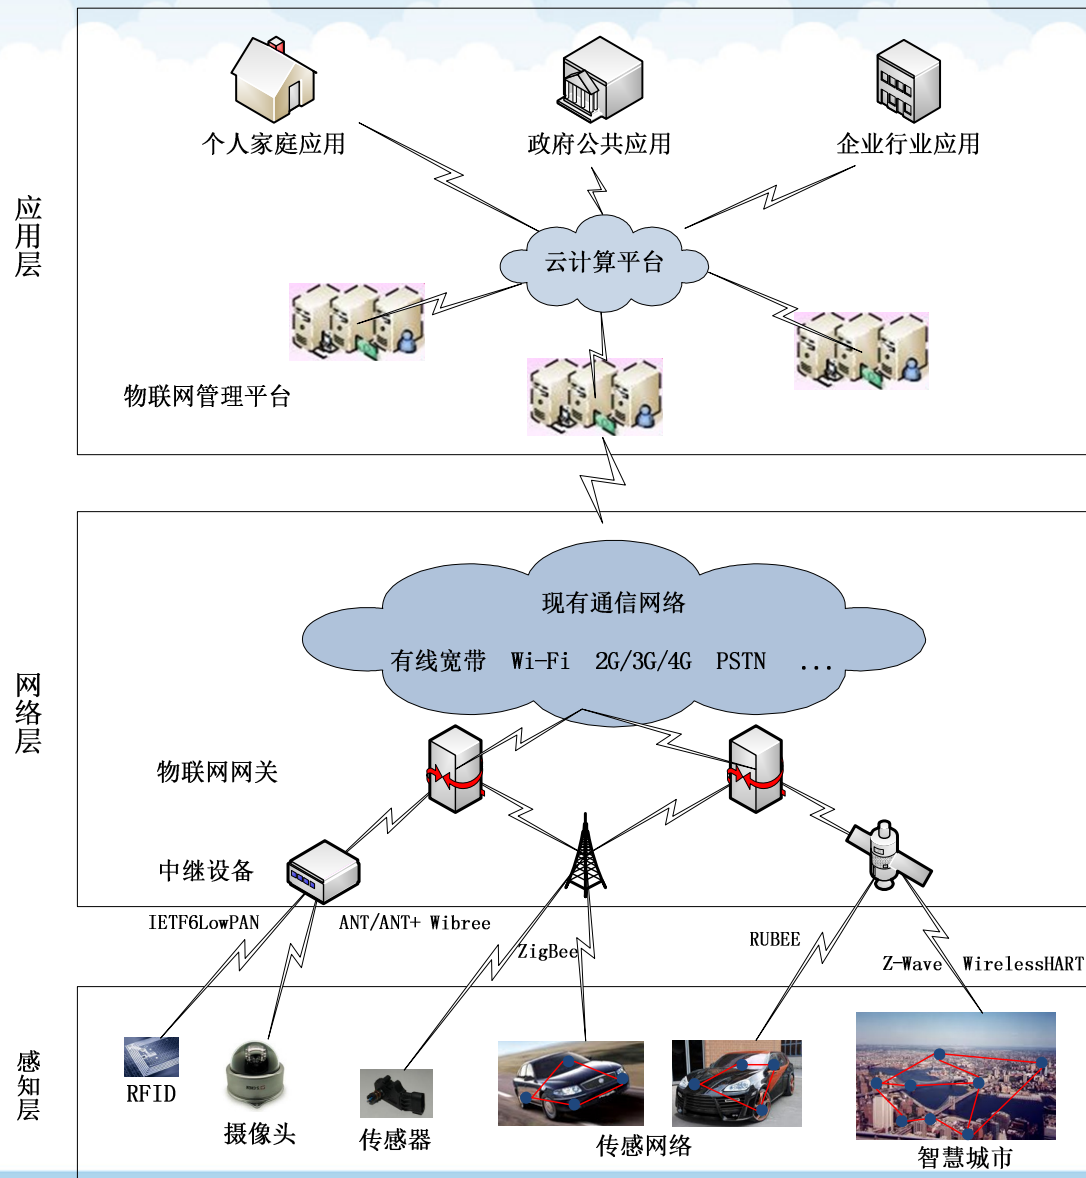 个人家庭应用
政府公共应用
企业行业应用
应用层
云计算平台
物联网管理平台
现有通信网络
有线宽带 Wi-Fi 2G/3G/4G PSTN ...
网络层
物联网网关
中继设备
IETF6LowPAN
ANT/ANT+ Wibree
ZigBee
RUBEE
Z-Wave WirelessHART
感知层
RFID
摄像头
传感器
传感网络
智慧城市